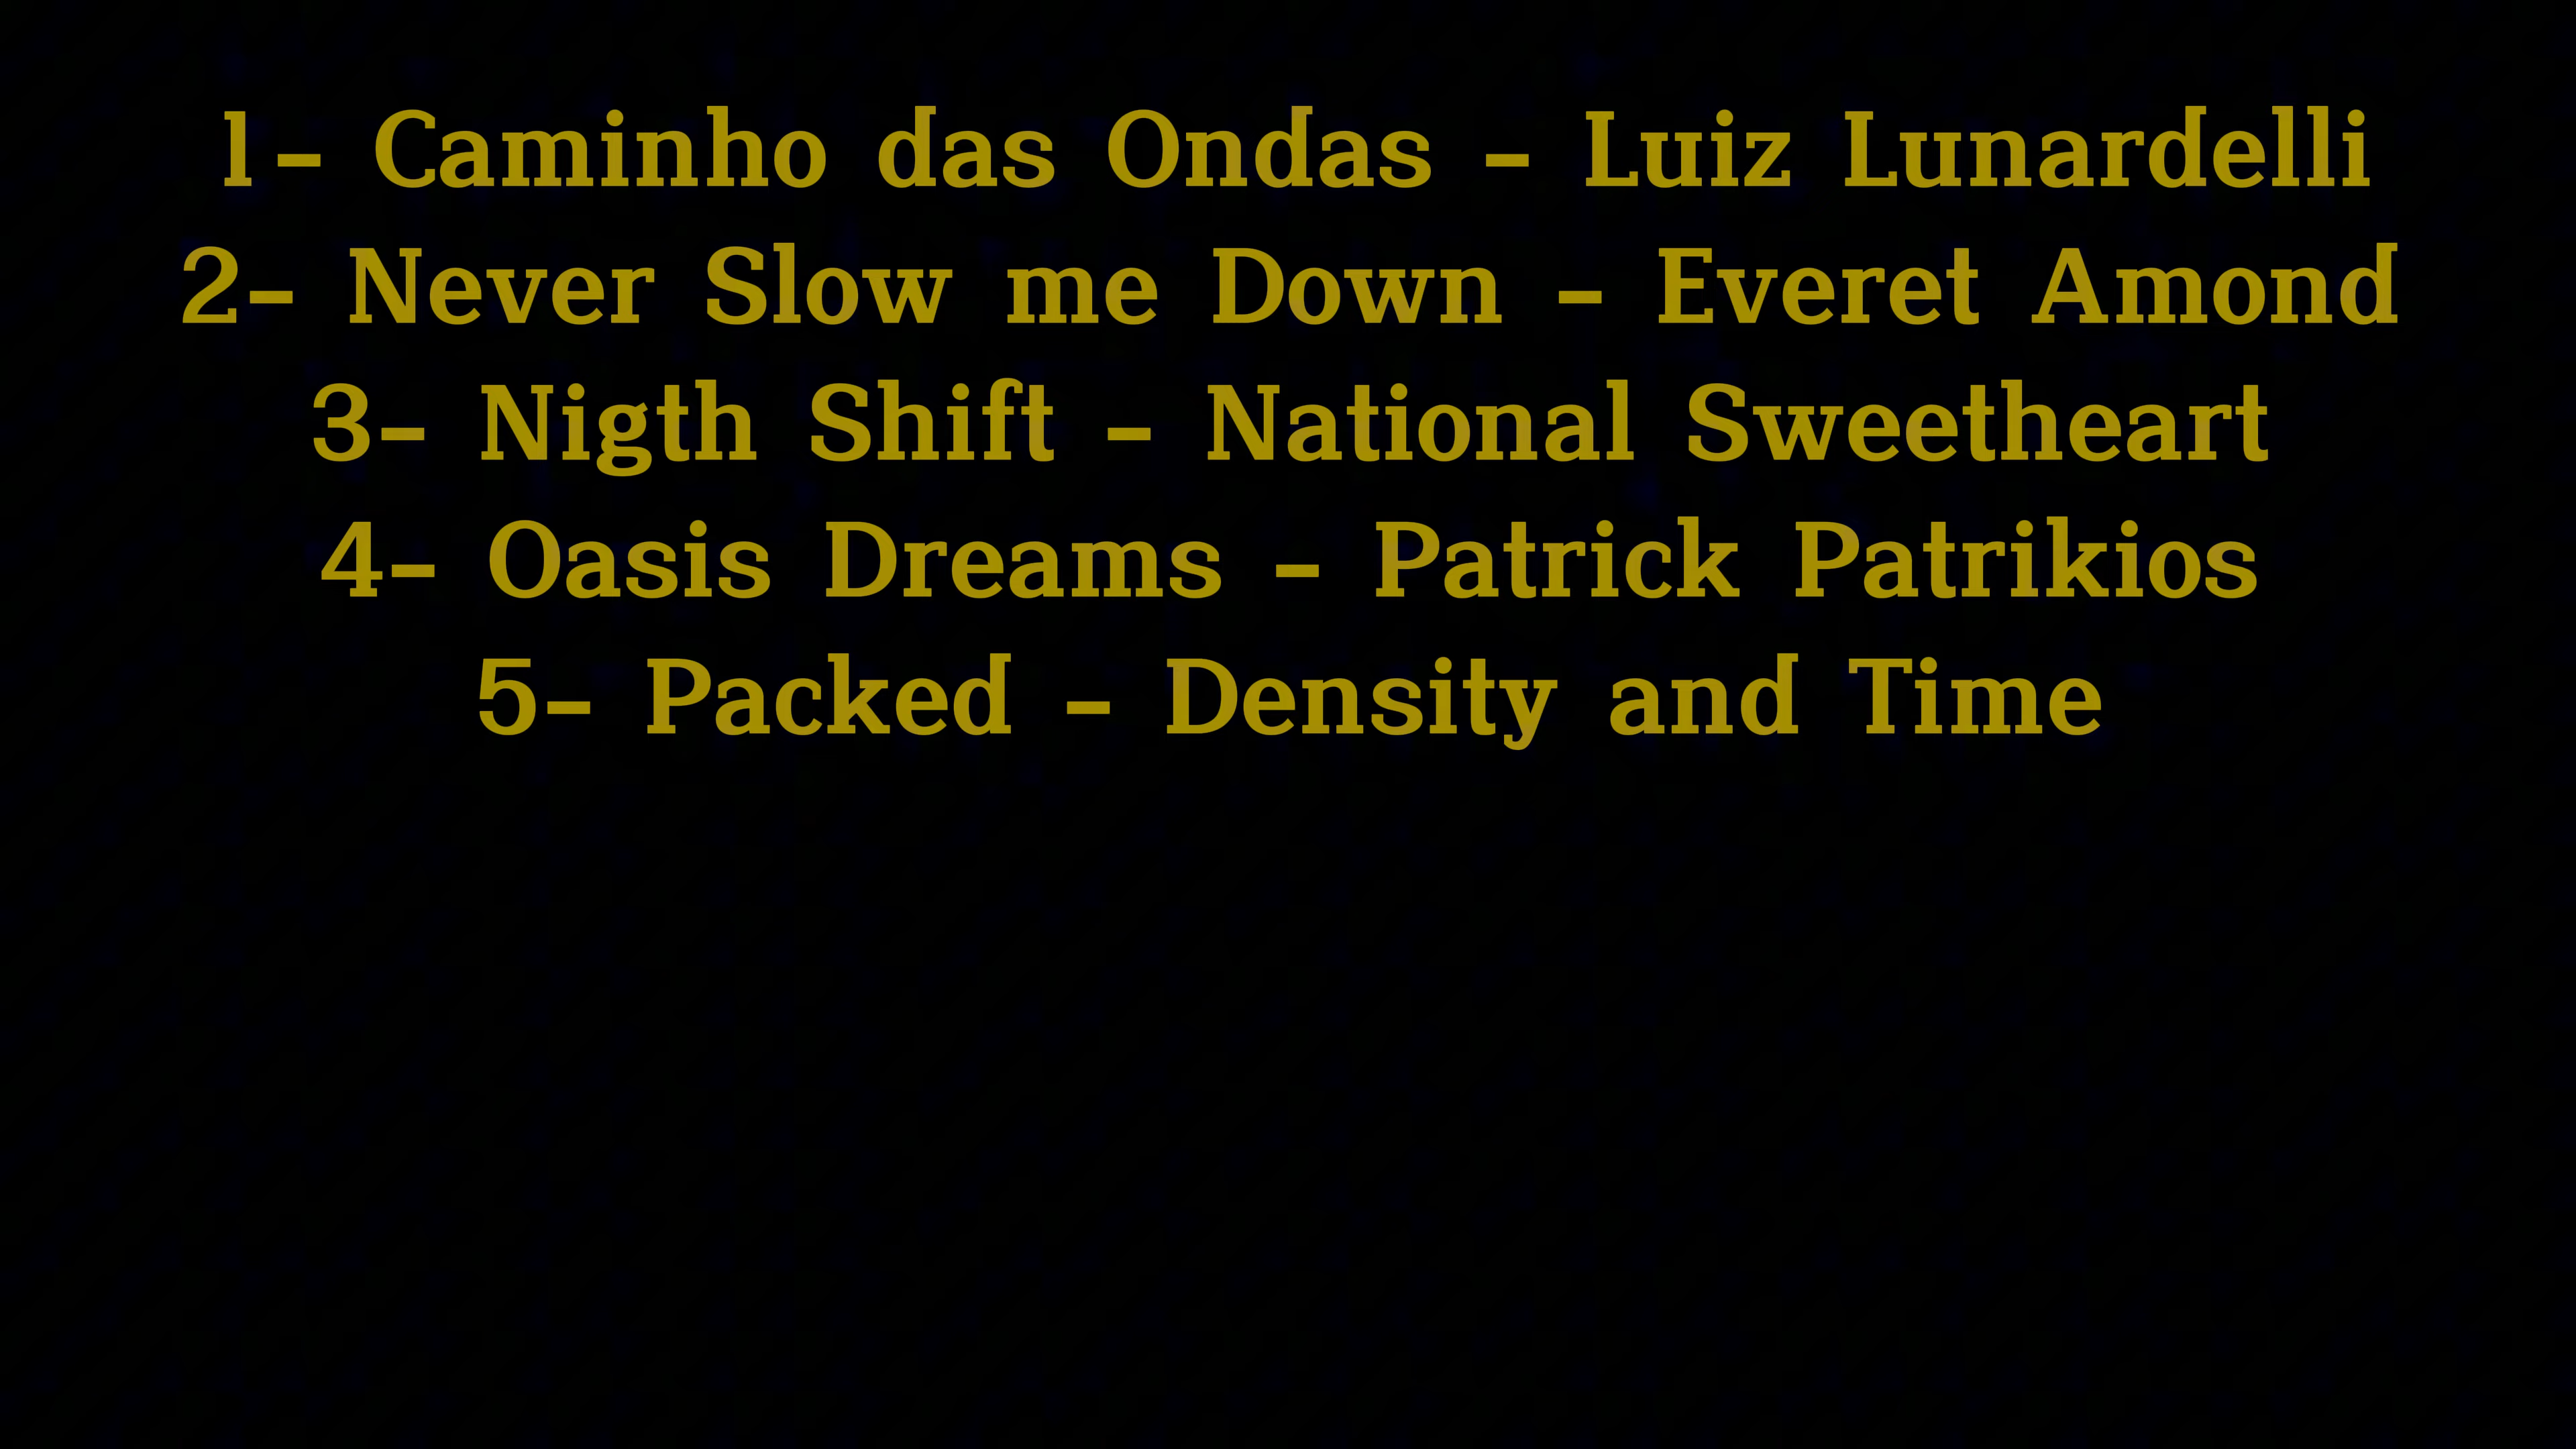 1- Caminho das Ondas - Luiz Lunardelli
2- Never Slow me Down - Everet Amond
3- Nigth Shift - National Sweetheart
4- Oasis Dreams - Patrick Patrikios
5- Packed - Density and Time